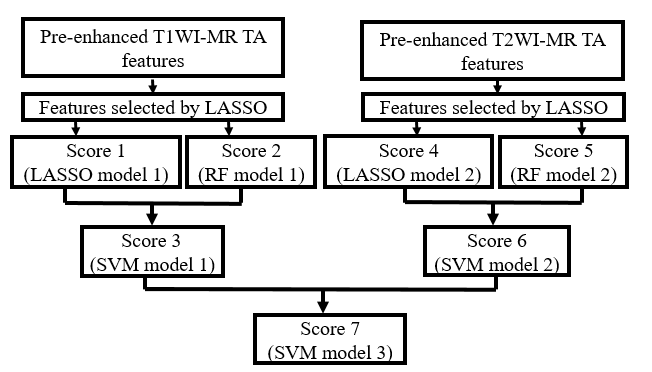 Pre-enhanced T1WI-MR TA
features
Pre-enhanced T2WI-MR TA
features
Features selected by LASSO
Features selected by LASSO
Score 1
(LASSO model 1)
Score 2
(RF model 1)
Score 4
(LASSO model 2)
Score 5
(RF model 2)
Score 3
(SVM model 1)
Score 6
(SVM model 2)
Score 7
(SVM model 3)